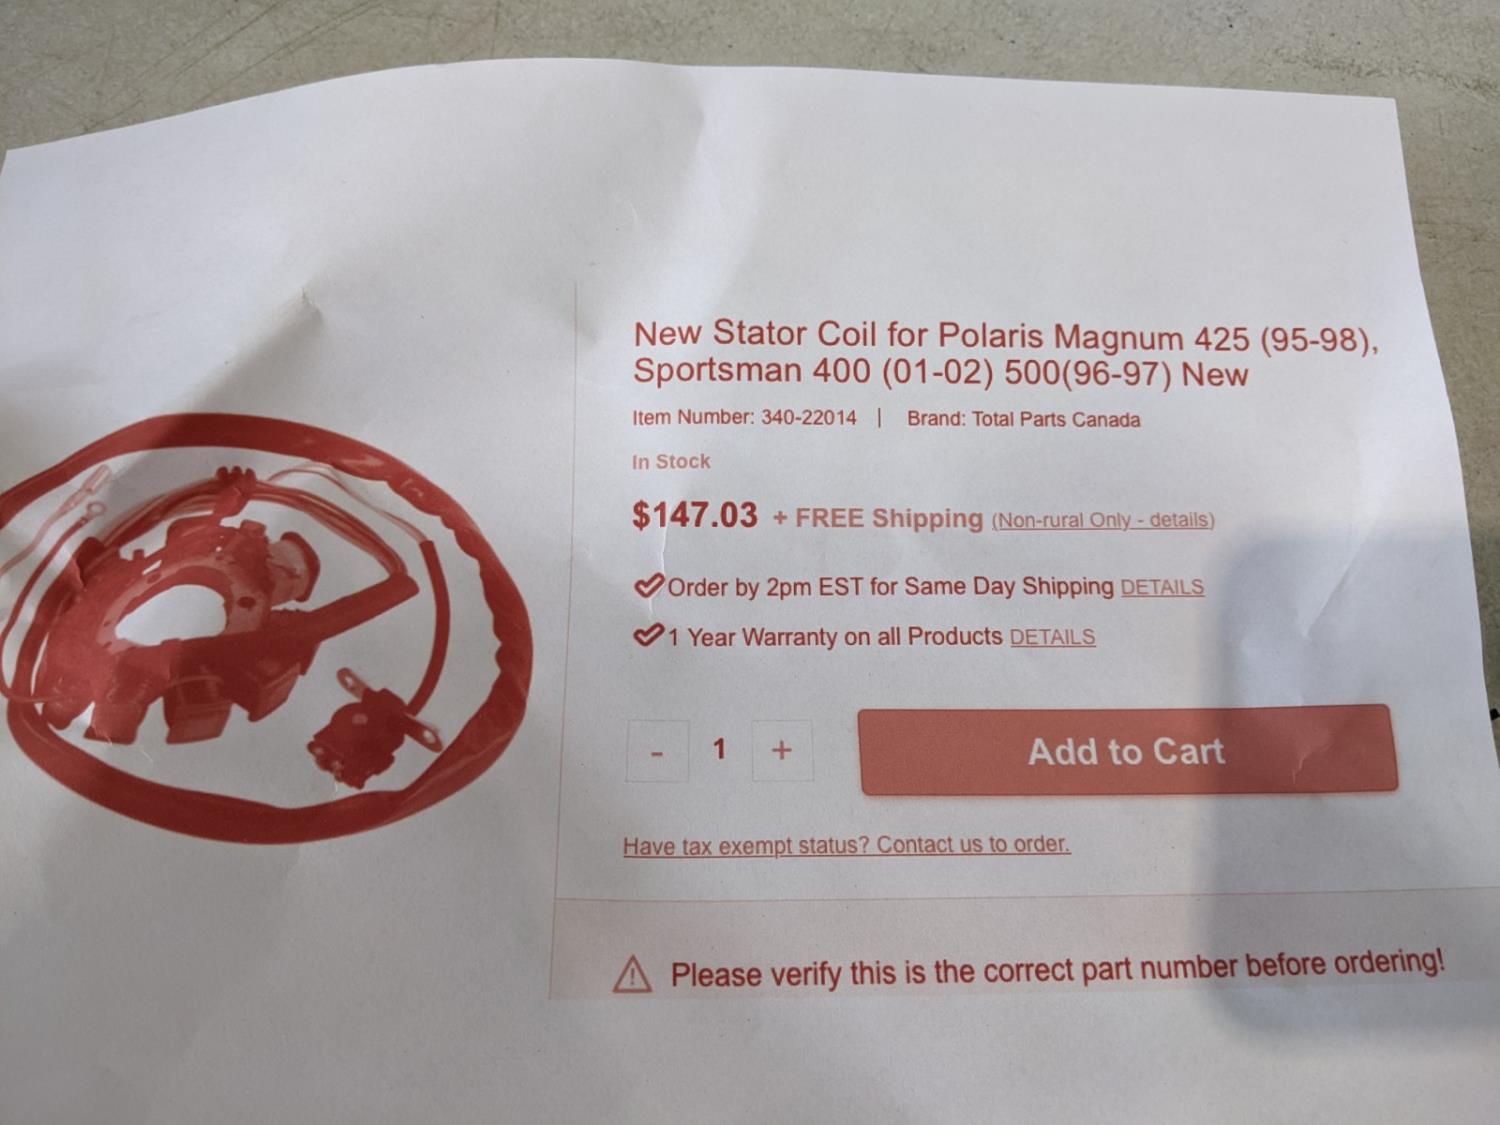 New Stator Coil for Polaris Magnum 425 (95-98),
Sportsman 400 (01-02) 500(96-97) New
Item Number: 340-22014 | Brand: Total Parts Canada
In Stock
$147.03 + FREE Shipping (Non-rural Only - details)
Order by 2pm EST for Same Day Shipping DETAILS
1 Year Warranty on all Products DETAILS
- 1 + Add to Cart
Have tax exempt status? Contact us to order.
Please verify this is the correct part number before ordering!